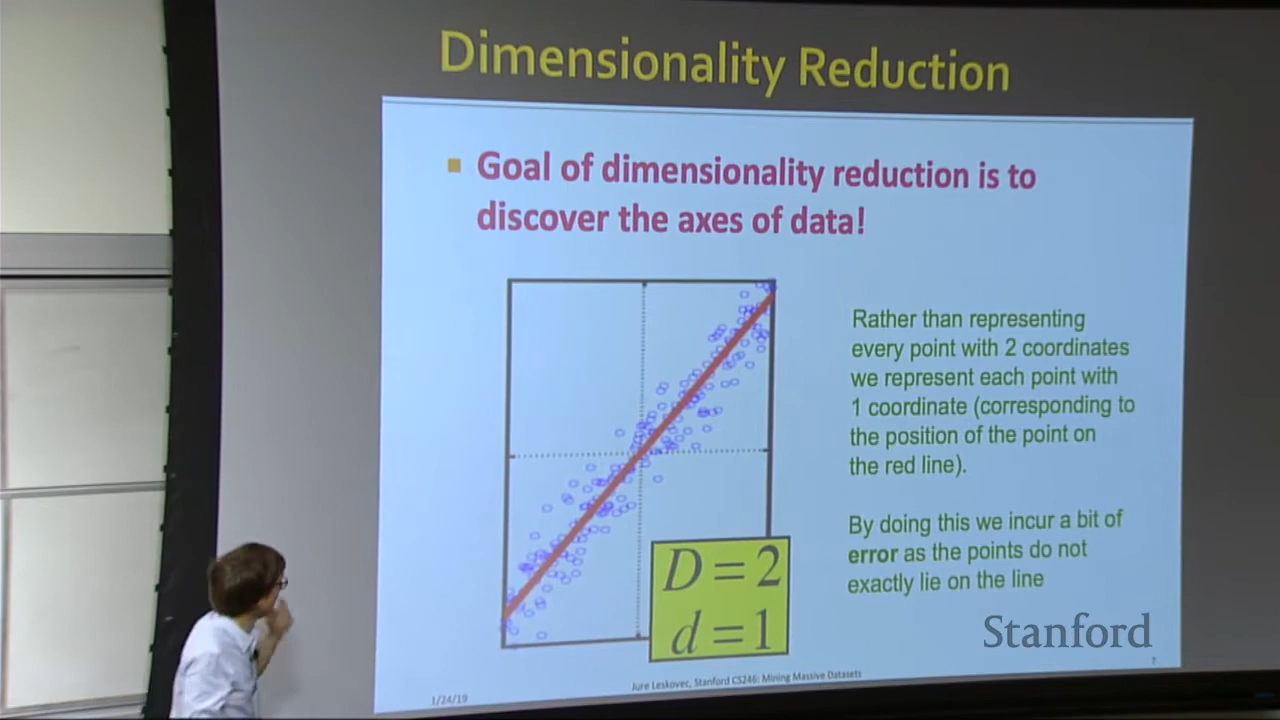 Dimensionality Reduction
Goal of dimensionality reduction is to
discover the axes of data!
Rather than representing
every point with 2 coordinates
we represent each point with
1 coordinate (corresponding to
the position of the point on
the red line).
By doing this we incur a bit of
error as the points do not
exactly lie on the line
D = 2
d = 1
Stanford
1/24/19
Jure Leskovec, Stanford CS246: Mining Massive Datasets
7